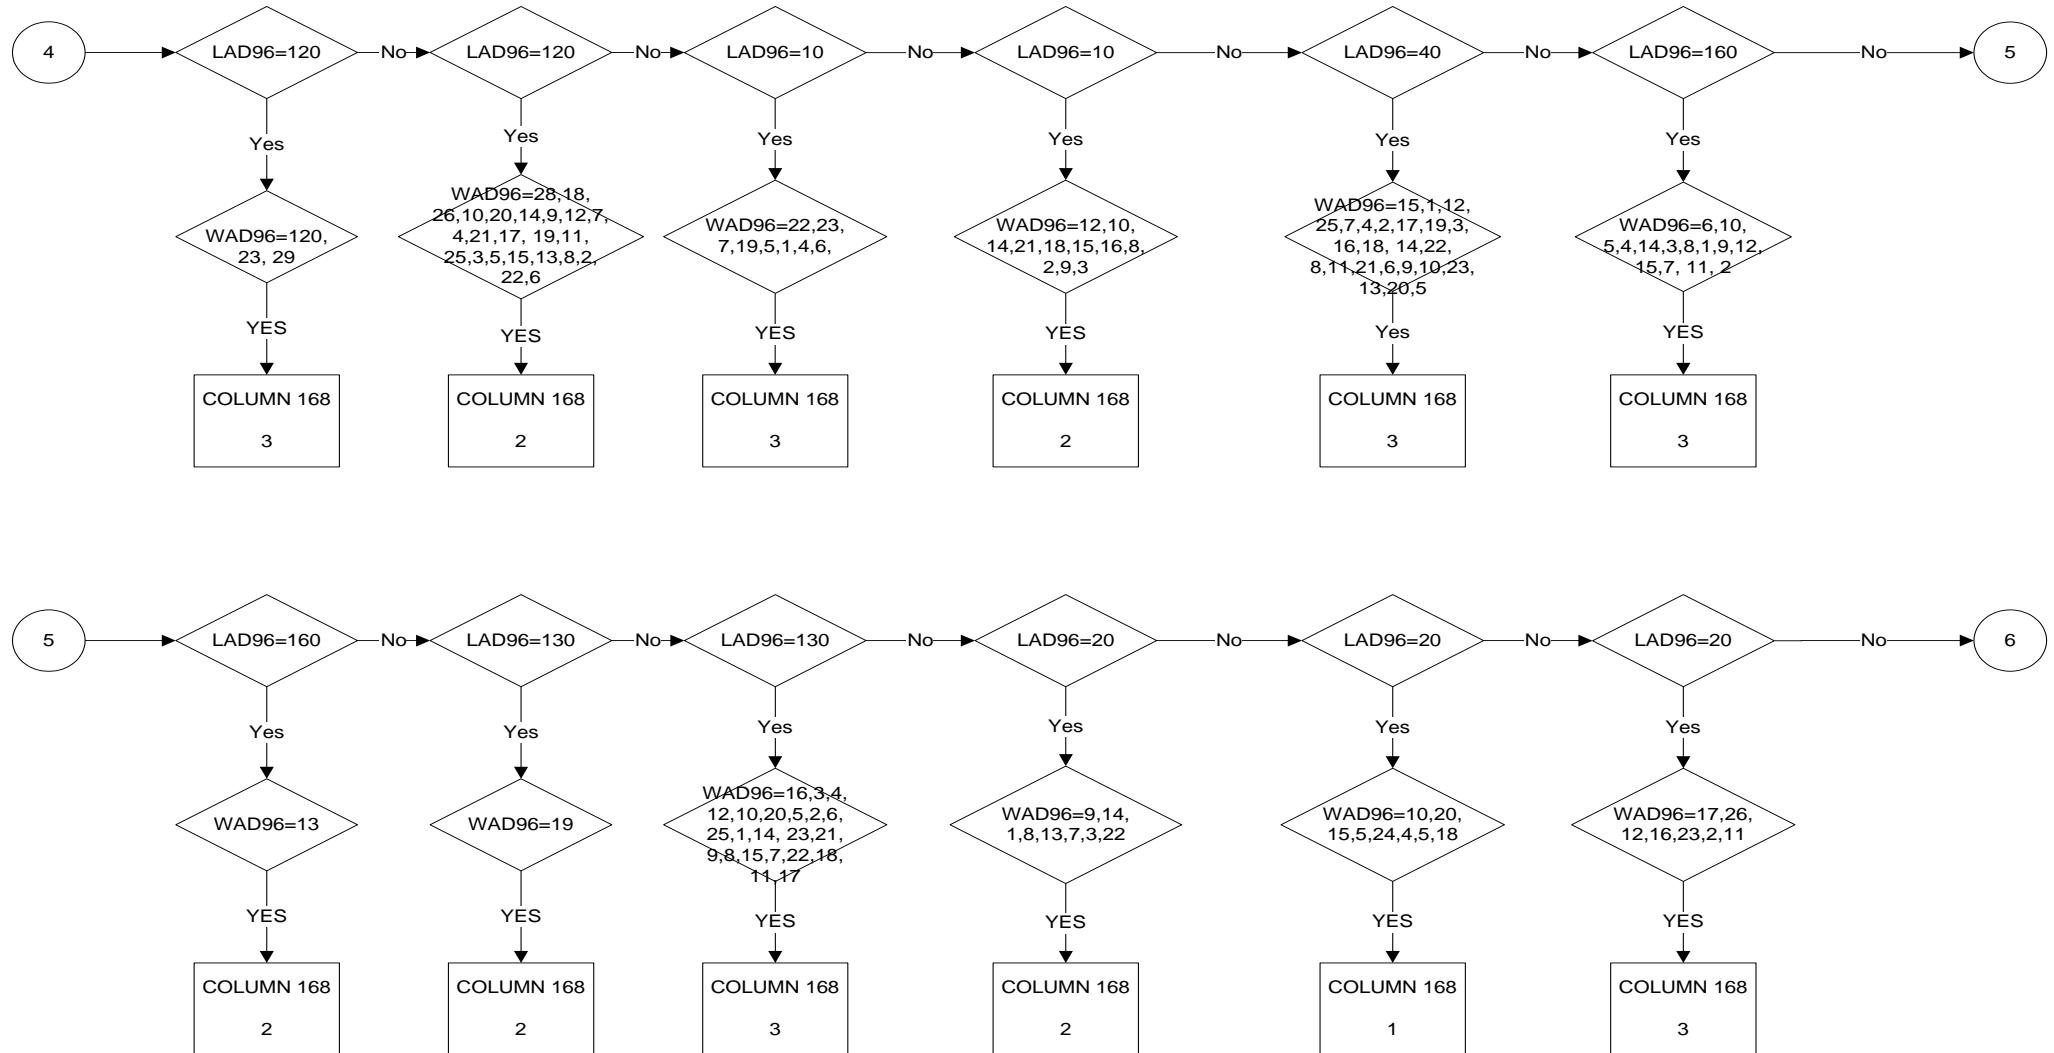 4
LAD96=120
No
LAD96=120
No
LAD96=10
No
LAD96=10
No
LAD96=40
No
LAD96=160
No
5
Yes
Yes
Yes
Yes
Yes
Yes
WAD96=120,
23, 29
WAD96=28,18,
26,10,20,14,9,12,7,
4,21,17, 19,11,
25,3,5,15,13,8,2,
22,6
WAD96=22,23,
7,19,5,1,4,6,
WAD96=12,10,
14,21,18,15,16,8,
2,9,3
WAD96=15,1,12,
25,7,4,2,17,19,3,
16,18, 14,22,
8,11,21,6,9,10,23,
13,20,5
WAD96=6,10,
5,4,14,3,8,1,9,12,
15,7, 11, 2
YES
YES
YES
YES
Yes
YES
COLUMN 168
3
COLUMN 168
2
COLUMN 168
3
COLUMN 168
2
COLUMN 168
3
COLUMN 168
3
5
LAD96=160
No
LAD96=130
No
LAD96=130
No
LAD96=20
No
LAD96=20
No
LAD96=20
No
6
Yes
Yes
Yes
Yes
Yes
Yes
WAD96=13
WAD96=19
WAD96=16,3,4,
12,10,20,5,2,6,
25,1,14, 23,21,
9,8,15,7,22,18,
11,17
WAD96=9,14,
1,8,13,7,3,22
WAD96=10,20,
15,5,24,4,5,18
WAD96=17,26,
12,16,23,2,11
YES
YES
YES
YES
YES
YES
COLUMN 168
2
COLUMN 168
2
COLUMN 168
3
COLUMN 168
2
COLUMN 168
1
COLUMN 168
3